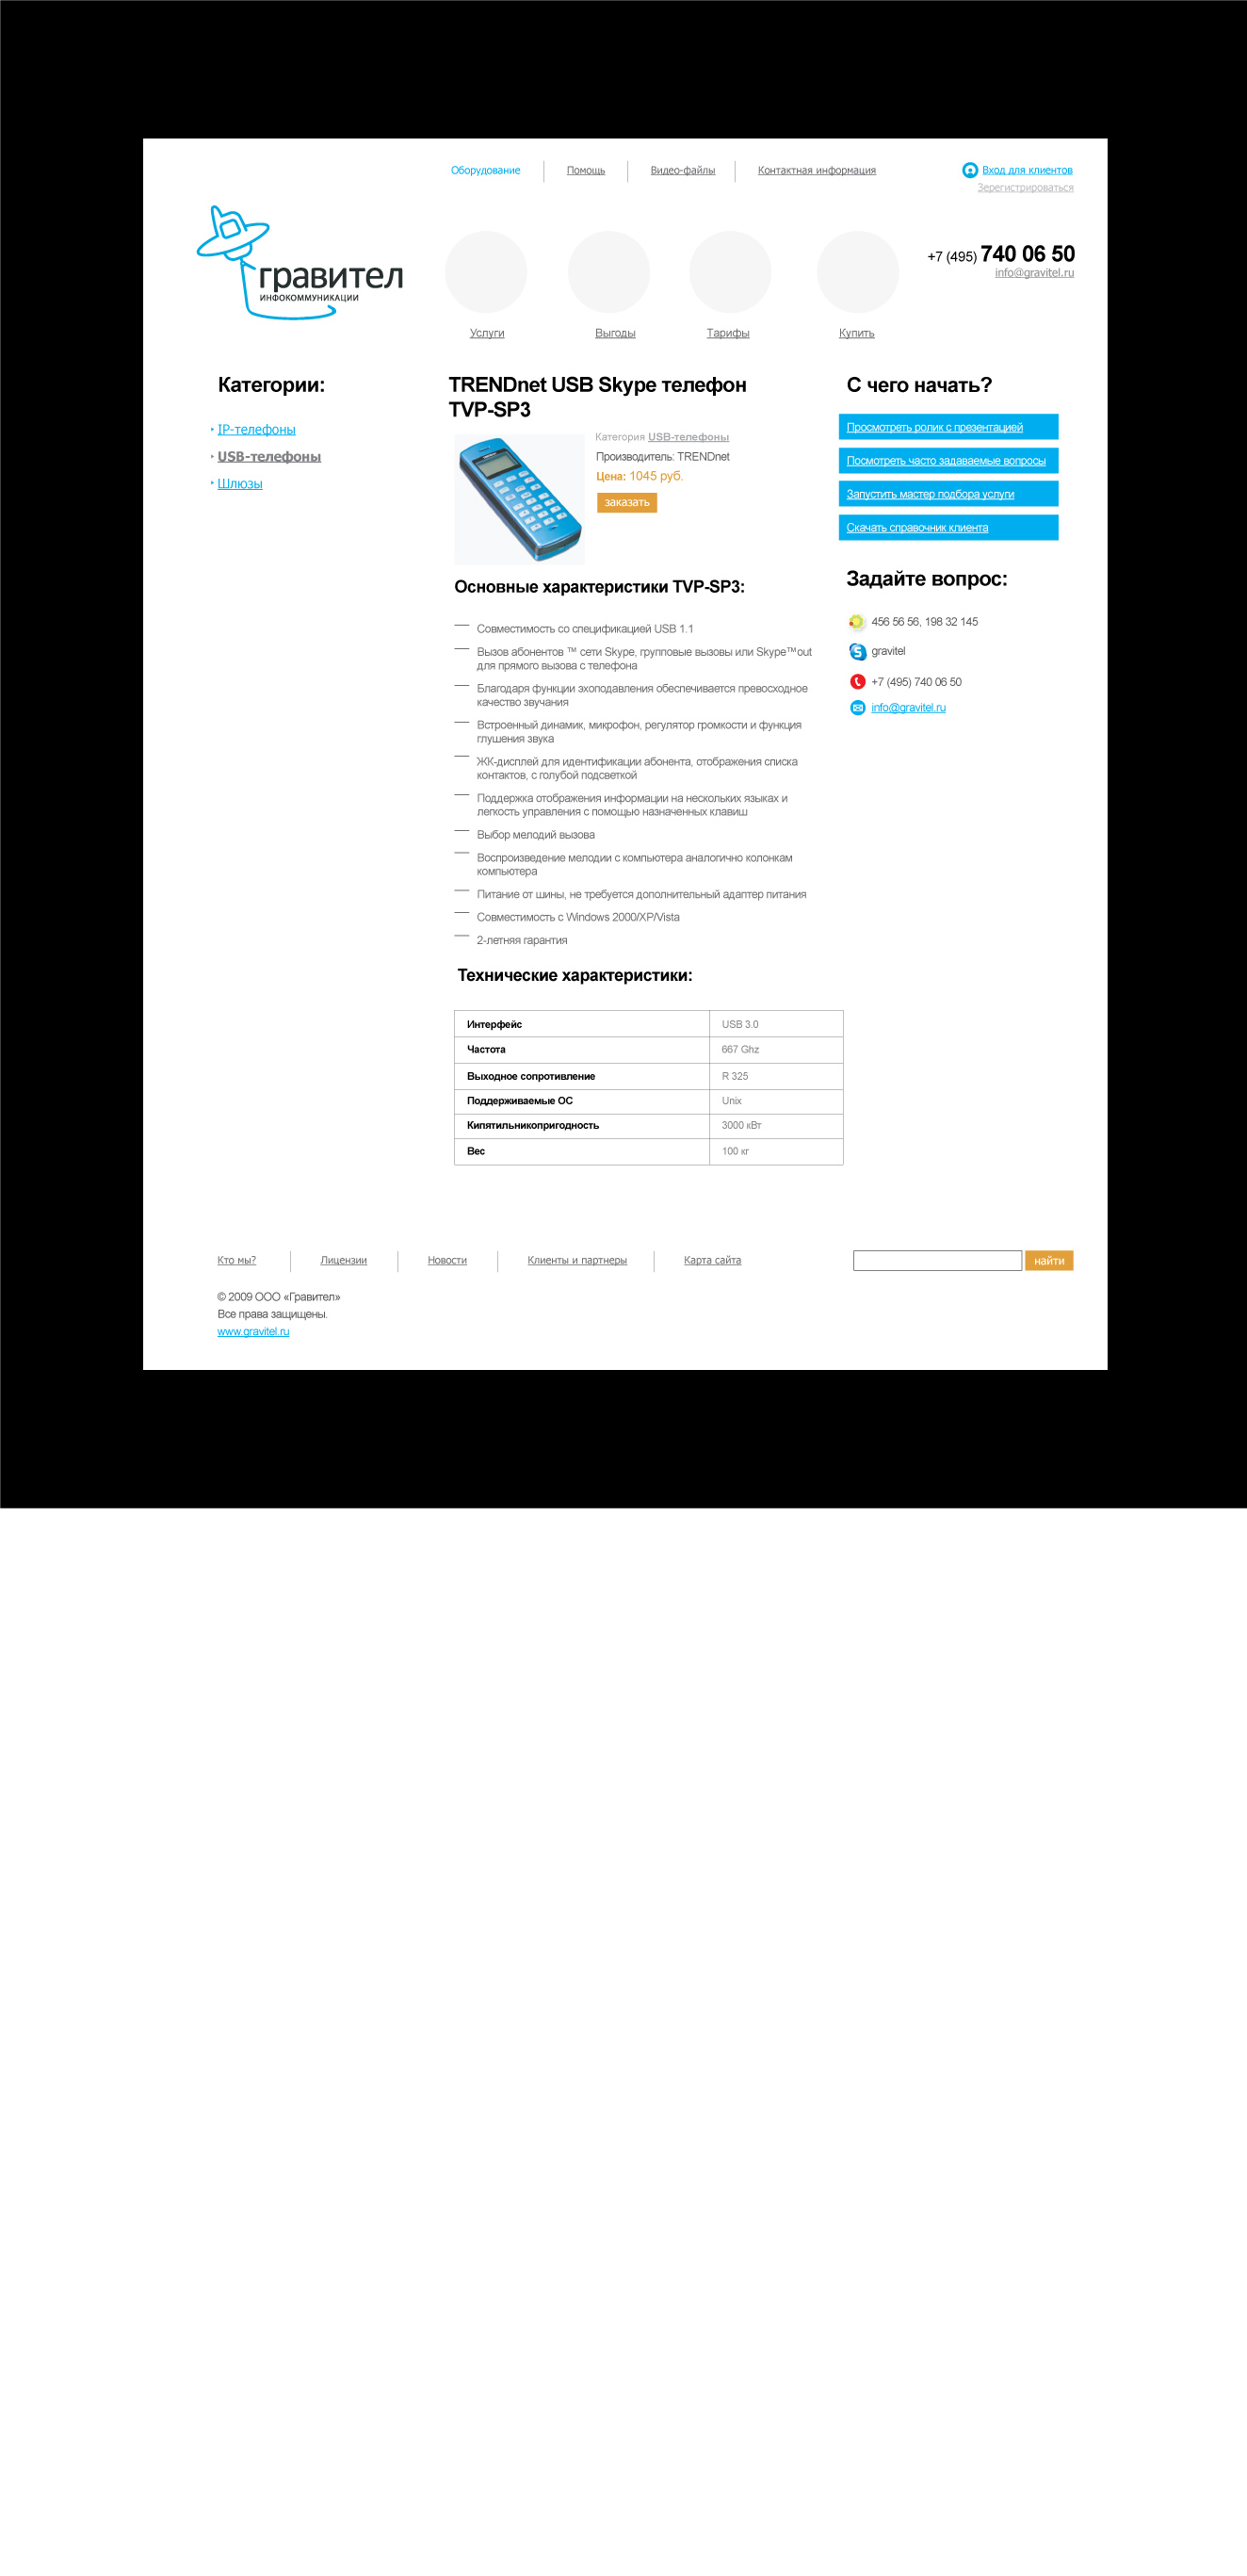 Оборудование
Помощь
Видео-файлы
Контактная информация
Вход для клиентов
Зерегистрироваться
гравител
ИНФОКОММУНИКАЦИИ
+7 (495) 740 06 50
info@gravitel.ru
Услуги
Выгоды
Тарифы
Купить
Категории:
IP-телефоны
USB-телефоны
Шлюзы
TRENDnet USB Skype телефон
TVP-SP3
Категория USB-телефоны
Производитель: TRENDnet
Цена: 1045 руб.
заказать
Основные характеристики TVP-SP3:
Совместимость со спецификацией USB 1.1
Вызов абонентов ™ сети Skype, групповые вызовы или Skype™out
для прямого вызова с телефона
Благодаря функции эхоподавления обеспечивается превосходное
качество звучания
Встроенный динамик, микрофон, регулятор громкости и функция
глушения звука
ЖК-дисплей для идентификации абонента, отображения списка
контактов, с голубой подсветкой
Поддержка отображения информации на нескольких языках и
легкость управления с помощью назначенных клавиш
Выбор мелодий вызова
Воспроизведение мелодии с компьютера аналогично колонкам
компьютера
Питание от шины, не требуется дополнительный адаптер питания
Совместимость с Windows 2000/XP/Vista
2-летняя гарантия
Технические характеристики:
Интерфейс USB 3.0
Частота 667 Ghz
Выходное сопротивление R 325
Поддерживаемые ОС Unix
Кипятильникопригодность 3000 кВт
Вес 100 кг
С чего начать?
Просмотреть ролик с презентацией
Посмотреть часто задаваемые вопросы
Запустить мастер подбора услуги
Скачать справочник клиента
Задайте вопрос:
456 56 56, 198 32 145
gravitel
+7 (495) 740 06 50
info@gravitel.ru
Кто мы?
Лицензии
Новости
Клиенты и партнеры
Карта сайта
найти
© 2009 ООО «Гравител»
Все права защищены.
www.gravitel.ru